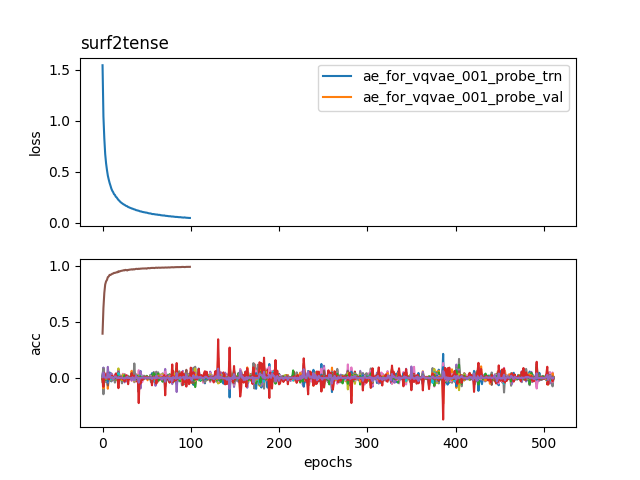 surf2tense
1.5
1.0
0.5
0.0
loss
ae_for_vqvae_001_probe_trn
ae_for_vqvae_001_probe_val
1.0
0.5
0.0
acc
0 100 200 300 400 500
epochs